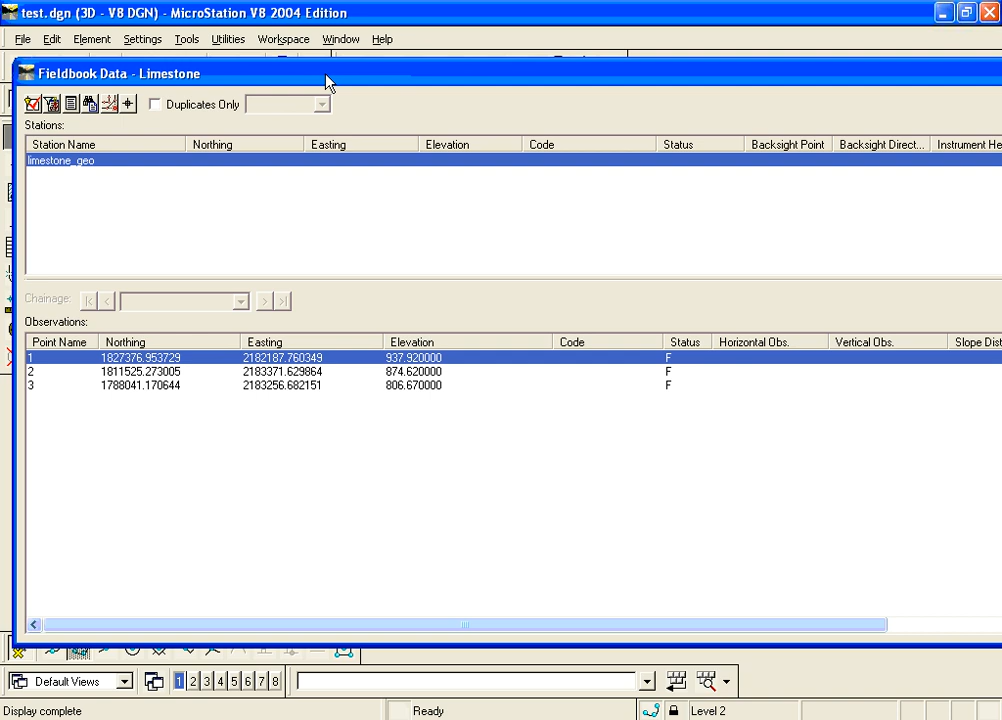 test.dgn (3D - V8 DGN) - MicroStation V8 2004 Edition
File Edit Element Settings Tools Utilities Workspace Window Help
Fieldbook Data - Limestone
Duplicates Only
Stations:
Station Name Northing Easting Elevation Code Status Backsight Point Backsight Direct... Instrument He
limestone_geo
Chainage:
Observations:
Point Name Northing Easting Elevation Code Status Horizontal Obs. Vertical Obs. Slope Dist
1 1827376.953729 2182187.760349 937.920000 F
2 1811525.273005 2183371.629864 874.620000 F
3 1788041.170644 2183256.682151 806.670000 F
Default Views 1 2 3 4 5 6 7 8
Display complete Ready Level 2